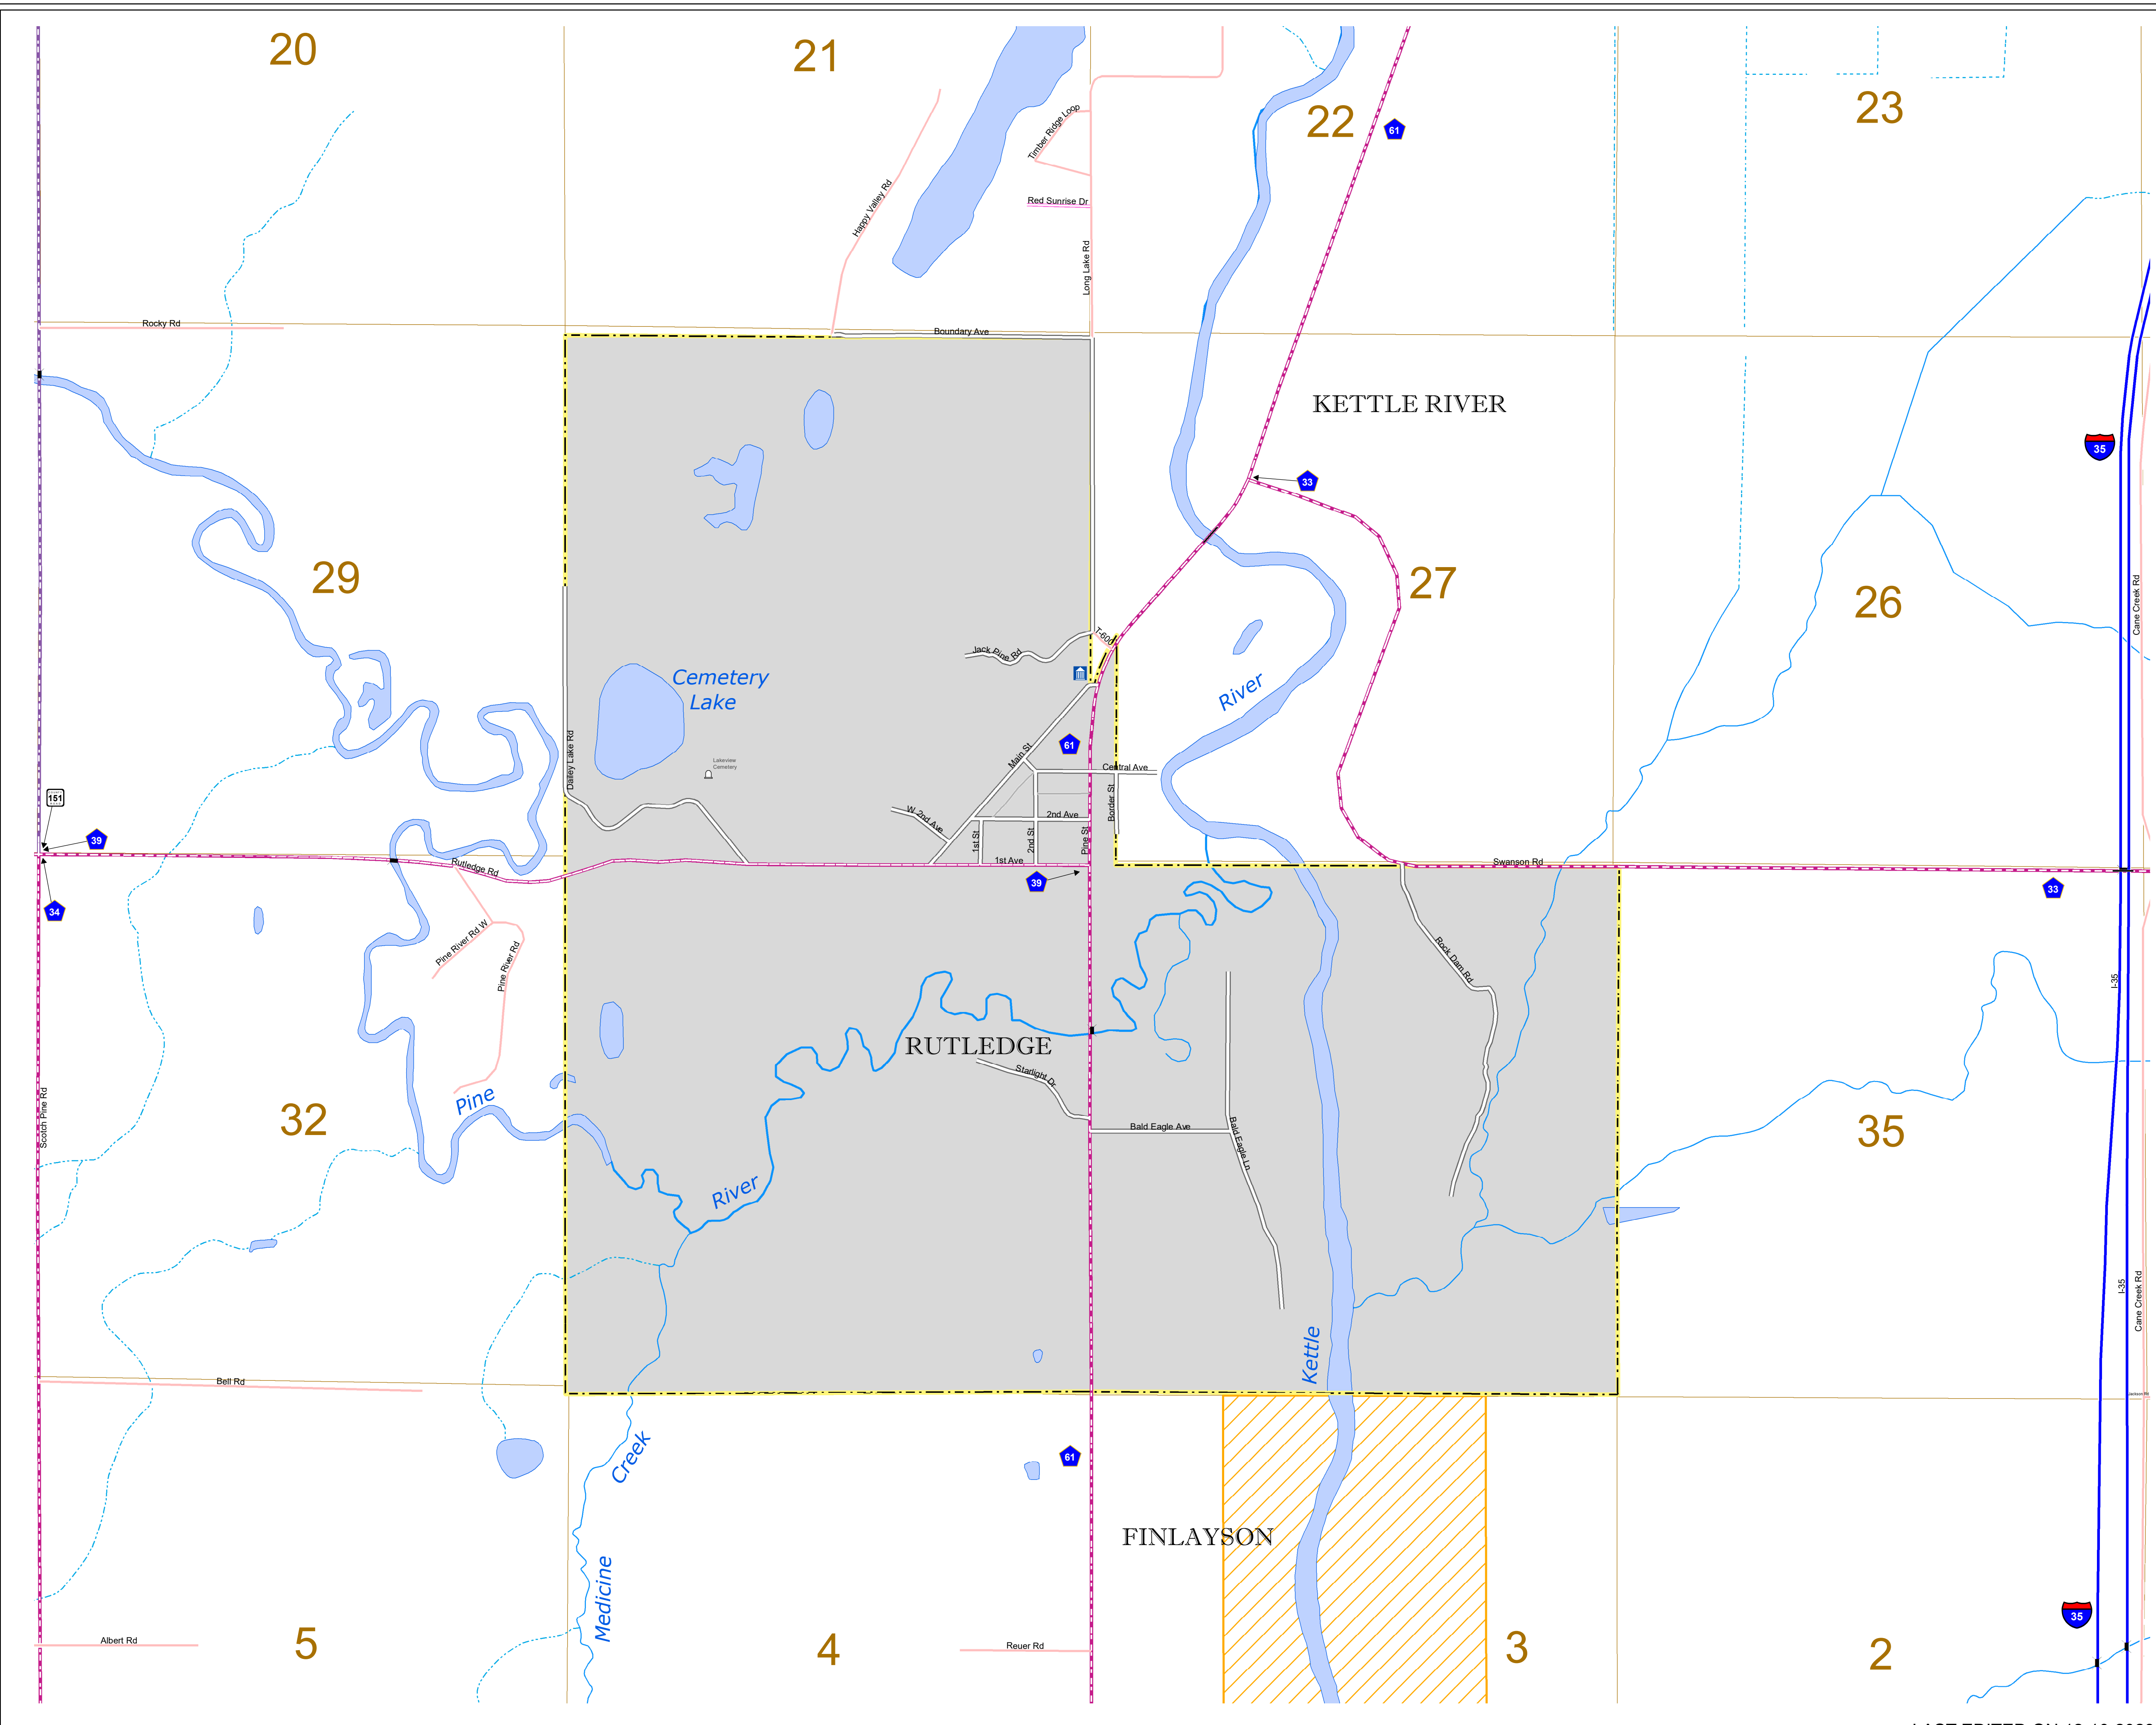 20
21
22
23
61
Timber Ridge Loop
Happy Valley Rd
Red Sunrise Dr
Long Lake Rd
Rocky Rd
Boundary Ave
KETTLE RIVER
35
33
29
27
26
Cane Creek Rd
T-600
Jack Pine Rd
Cemetery
Lake
River
Dailey Lake Rd
Lakeview
Cemetery
Main St
61
Central Ave
Border St
151
W 2nd Ave
2nd Ave
1st St
2nd St
Pine St
39
Rutledge Rd
1st Ave
Swanson Rd
39
33
34
Pine River Rd W
Pine River Rd
Rock Dam Rd
I-35
RUTLEDGE
Starlight Dr
Scotch Pine Rd
Pine
32
35
Bald Eagle Ave
Bald Eagle Ln
River
I-35
Cane Creek Rd
Kettle
Bell Rd
Creek
61
FINLAYSON
Medicine
35
Albert Rd
5
4
Reuer Rd
3
2